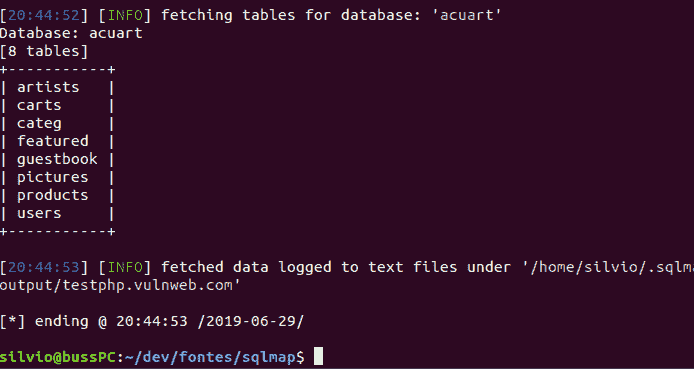 [20:44:52] [INFO] fetching tables for database: 'acuart'
Database: acuart
[8 tables]
+-----------+
| artists   |
| carts     |
| categ     |
| featured  |
| guestbook |
| pictures  |
| products  |
| users     |
+-----------+
[20:44:53] [INFO] fetched data logged to text files under '/home/silvio/.sqlma
output/testphp.vulnweb.com'
[*] ending @ 20:44:53 /2019-06-29/
silvio@bussPC:~/dev/fontes/sqlmap$